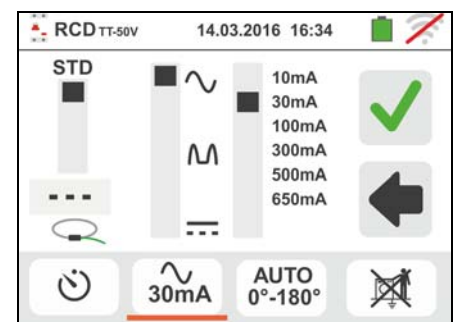 RCD TT-50V 14.03.2016 16:34
STD
10mA
30mA
100mA
300mA
500mA
650mA
- - -
30mA
AUTO
0°-180°